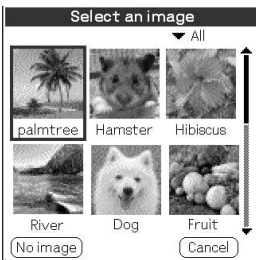 Select an image
All
palmtree Hamster Hibiscus
River Dog Fruit
No image Cancel